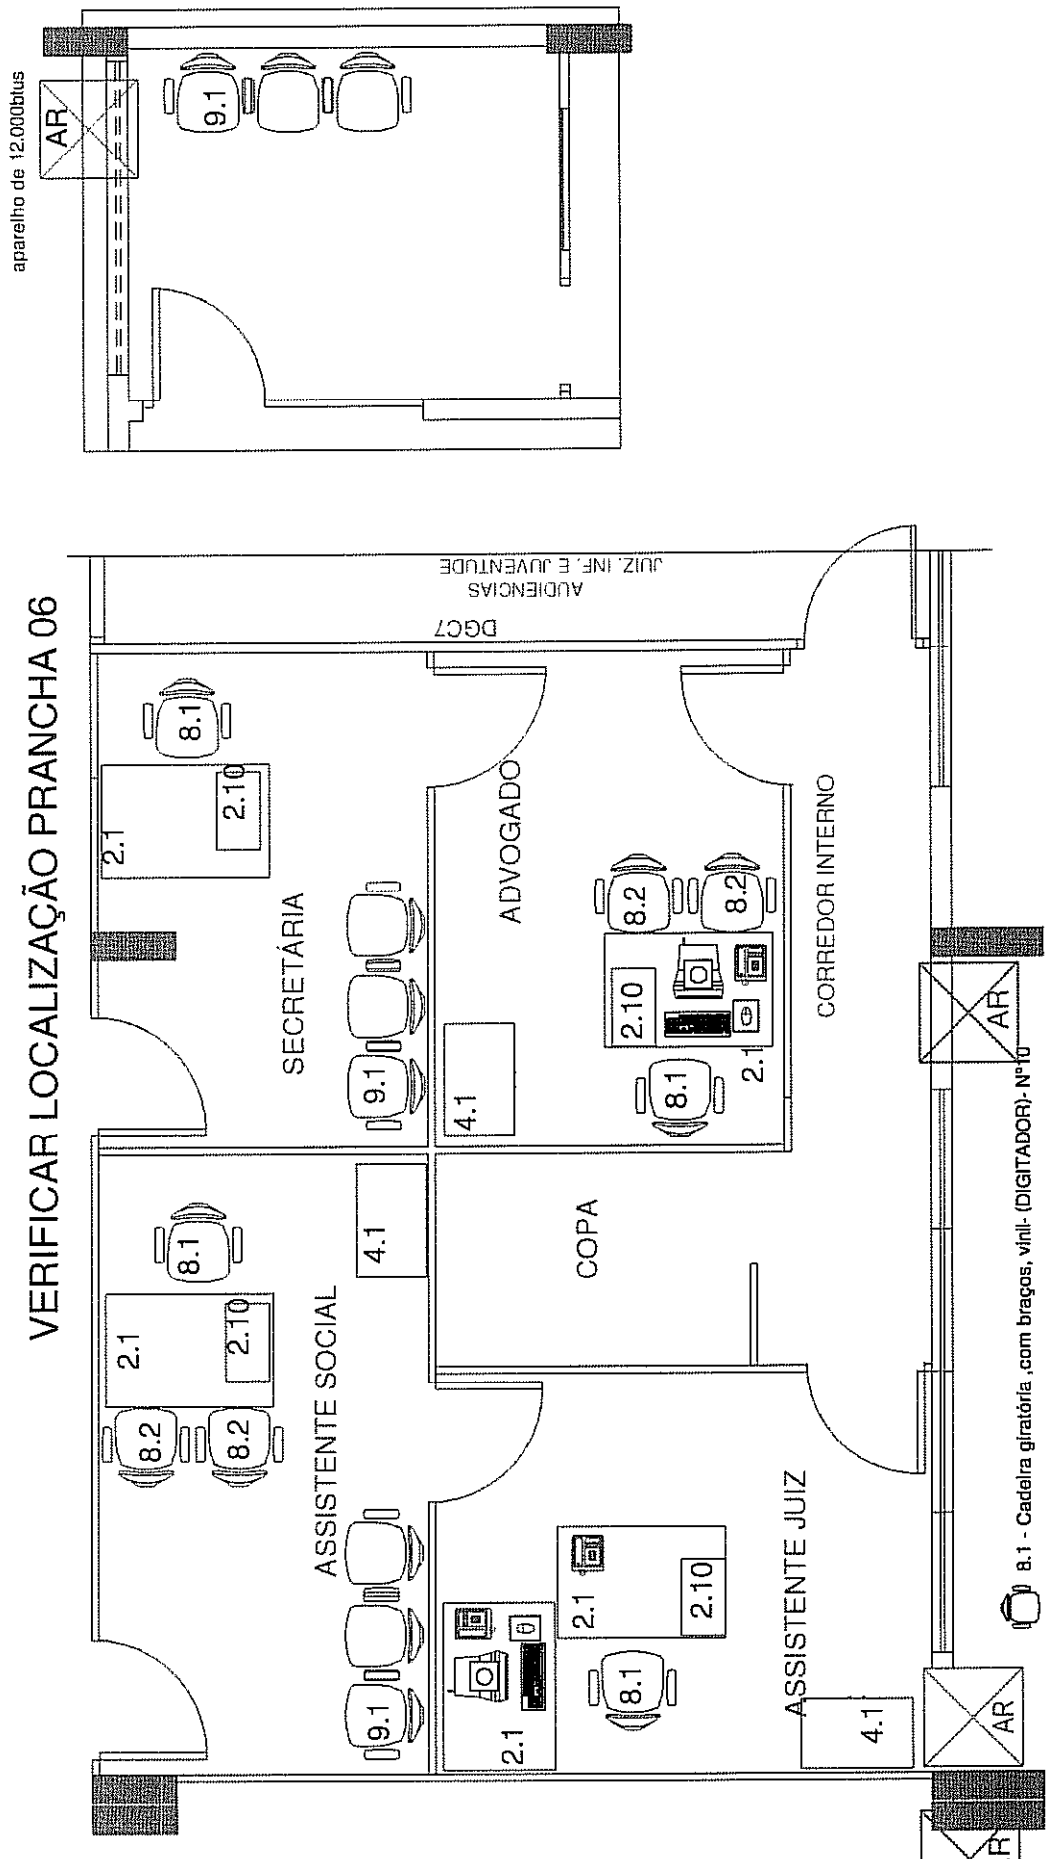 VERIFICAR LOCALIZAÇÃO PRANCHA 06
aparelho de 12.000btus
AR
9.1
AUDIENCIAS
JUIZ. INF. E JUVENTUDE
DGC7
SECRETÁRIA
2.1
2.10
8.1
9.1
ADVOGADO
4.1
2.10
2.1
8.1
8.2
8.2
CORREDOR INTERNO
COPA
ASSISTENTE SOCIAL
2.1
2.10
8.1
8.2
8.2
4.1
9.1
ASSISTENTE JUIZ
2.1
2.1
2.10
8.1
4.1
AR
AR
8.1 - Cadeira giratória ,com braços, vinil- (DIGITADOR)- N°10